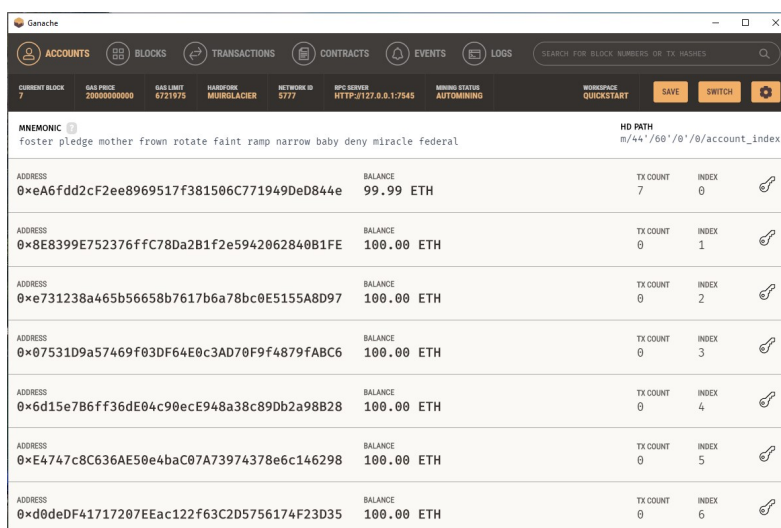 Ganache
ACCOUNTS BLOCKS TRANSACTIONS CONTRACTS EVENTS LOGS SEARCH FOR BLOCK NUMBERS OR TX HASHES
CURRENT BLOCK GAS PRICE GAS LIMIT HARDFORK NETWORK ID RPC SERVER MINING STATUS WORKSPACE
7 20000000000 6721975 MUIRGLACIER 5777 HTTP://127.0.0.1:7545 AUTOMINING QUICKSTART SAVE SWITCH
MNEMONIC ? HD PATH
foster pledge mother frown rotate faint ramp narrow baby deny miracle federal m/44'/60'/0'/0/account_index
ADDRESS BALANCE TX COUNT INDEX
0×eA6fdd2cF2ee8969517f381506C771949DeD844e 99.99 ETH 7 0
ADDRESS BALANCE TX COUNT INDEX
0×8E8399E752376ffC78Da2B1f2e5942062840B1FE 100.00 ETH 0 1
ADDRESS BALANCE TX COUNT INDEX
0×e731238a465b56658b7617b6a78bc0E5155A8D97 100.00 ETH 0 2
ADDRESS BALANCE TX COUNT INDEX
0×07531D9a57469f03DF64E0c3AD70F9f4879fABC6 100.00 ETH 0 3
ADDRESS BALANCE TX COUNT INDEX
0×6d15e7B6ff36dE04c90ecE948a38c89Db2a98B28 100.00 ETH 0 4
ADDRESS BALANCE TX COUNT INDEX
0×E4747c8C636AE50e4baC07A73974378e6c146298 100.00 ETH 0 5
ADDRESS BALANCE TX COUNT INDEX
0×d0deDF41717207EEac122f63C2D5756174F23D35 100.00 ETH 0 6